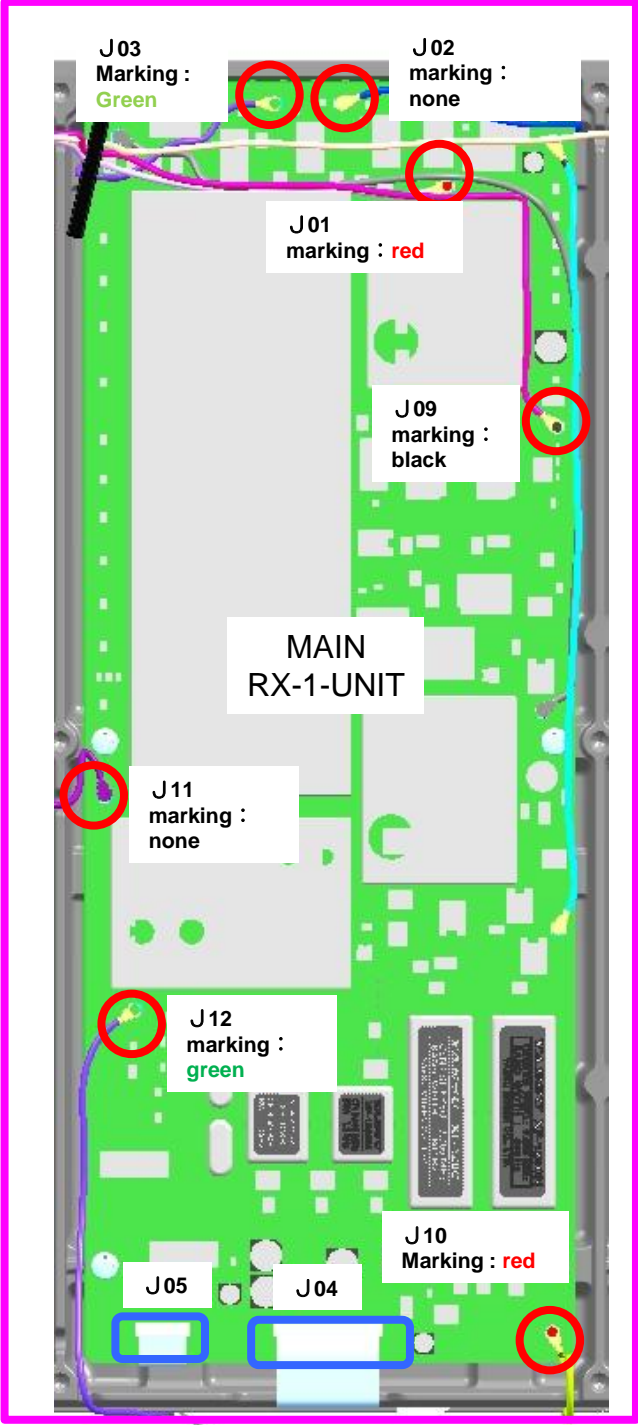 J03
Marking :
Green
J02
marking :
none
J01
marking : red
J09
marking :
black
MAIN
RX-1-UNIT
J11
marking :
none
J12
marking :
green
J10
Marking : red
J05
J04